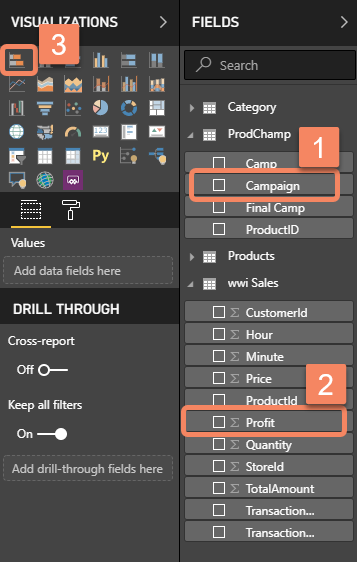 VISUALIZATIONS
3
Py
Values
Add data fields here
DRILL THROUGH
Cross-report
Off
Keep all filters
On
Add drill-through fields here
FIELDS
Search
Category
ProdChamp
1
Camp
Campaign
Final Camp
ProductID
Products
wwi Sales
Σ CustomerId
Σ Hour
Σ Minute
Σ Price
2
ProductId
Σ Profit
Σ Quantity
Σ StoreId
Σ TotalAmount
Transaction...
Transaction...